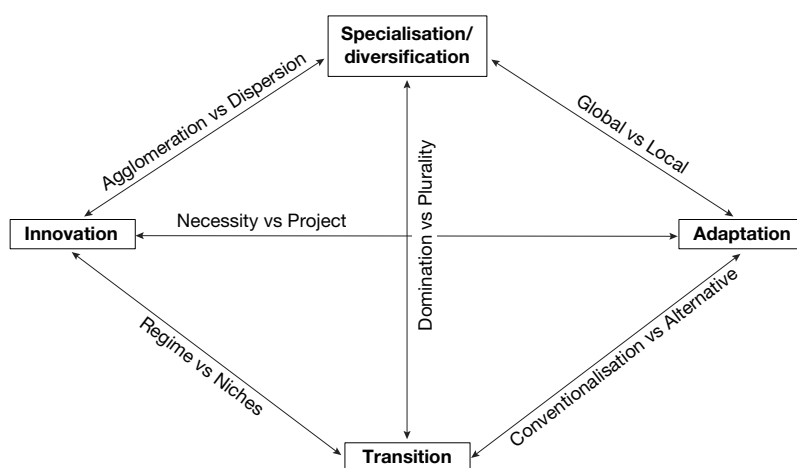 Specialisation/
diversification
Agglomeration vs Dispersion
Global vs Local
Domination vs Plurality
Necessity vs Project
Innovation
Adaptation
Regime vs Niches
Conventionalisation vs Alternative
Transition